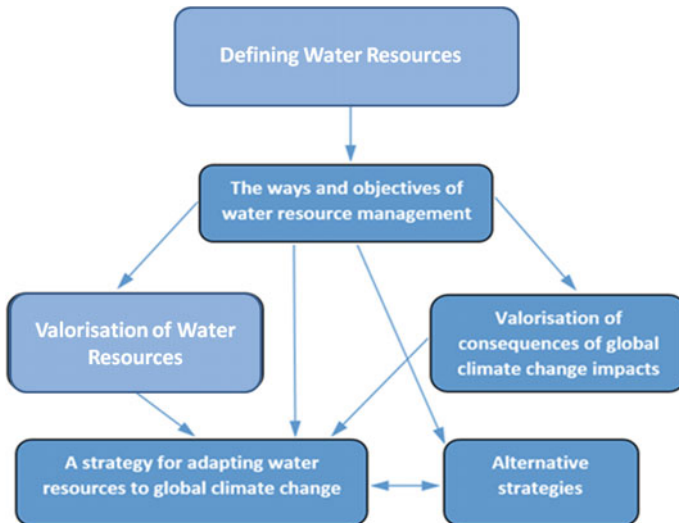 Defining Water Resources
The ways and objectives of
water resource management
Valorisation of Water
Resources
Valorisation of
consequences of global
climate change impacts
A strategy for adapting water
resources to global climate change
Alternative
strategies